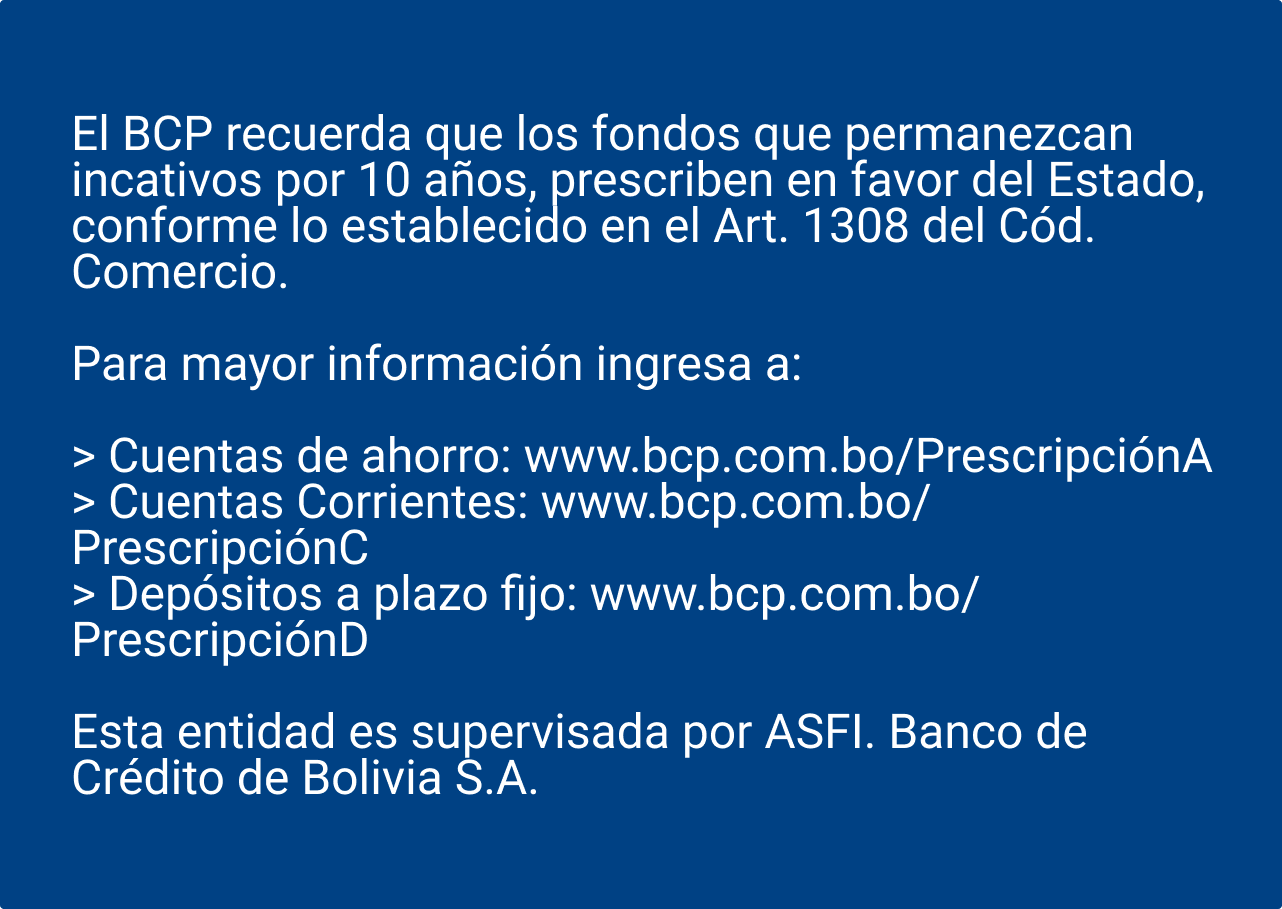 El BCP recuerda que los fondos que permanezcan
incativos por 10 años, prescriben en favor del Estado,
conforme lo establecido en el Art. 1308 del Cód.
Comercio.
Para mayor información ingresa a:
> Cuentas de ahorro: www.bcp.com.bo/PrescripciónA
> Cuentas Corrientes: www.bcp.com.bo/
PrescripciónC
> Depósitos a plazo fijo: www.bcp.com.bo/
PrescripciónD
Esta entidad es supervisada por ASFI. Banco de
Crédito de Bolivia S.A.